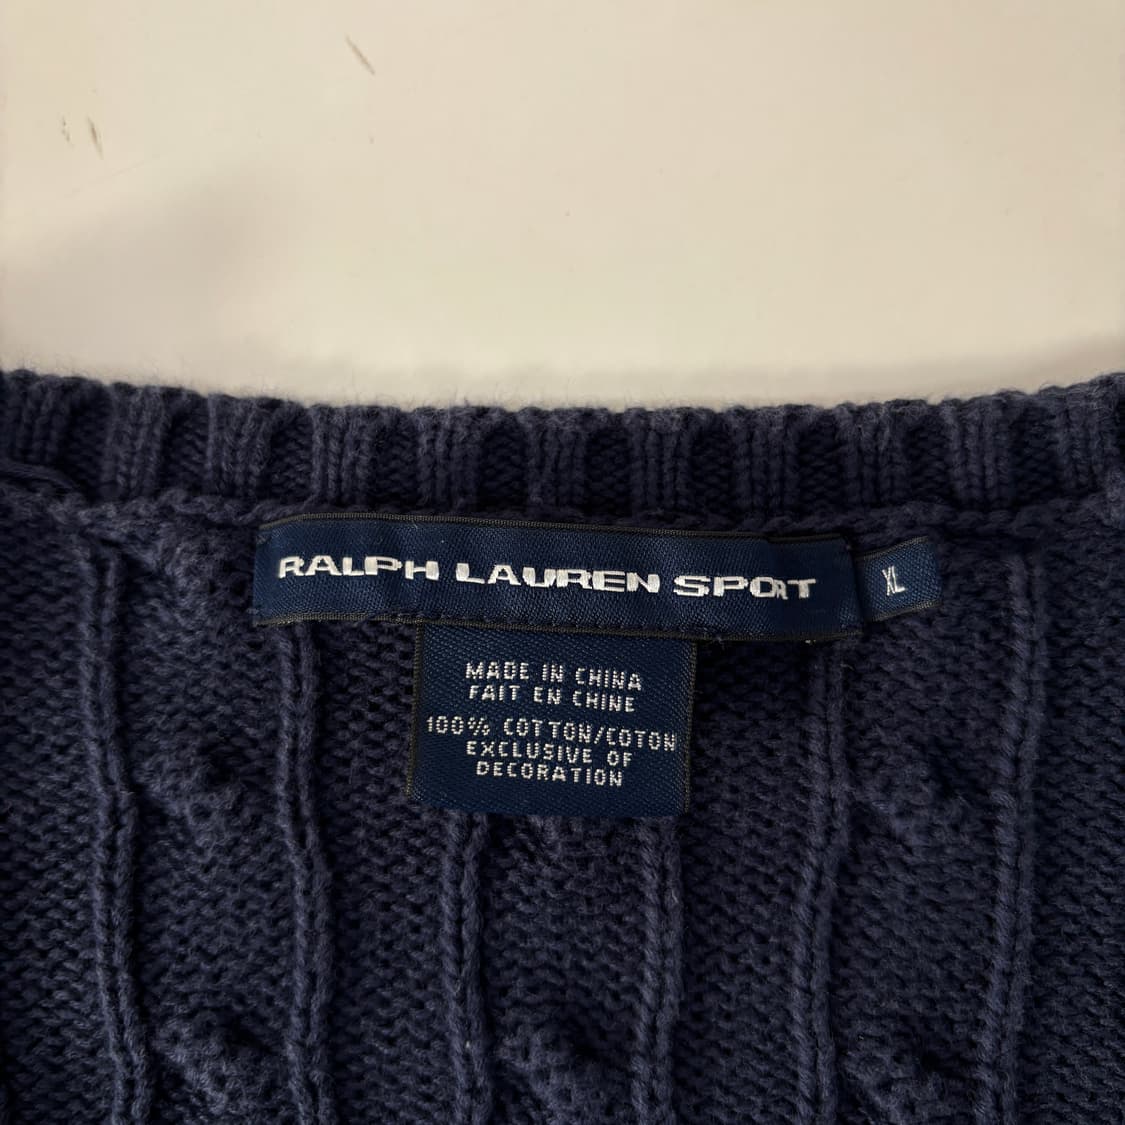 RALPH LAUREN SPORT
XL
MADE IN CHINA
FAIT EN CHINE
100% COTTON/COTON
EXCLUSIVE OF
DECORATION